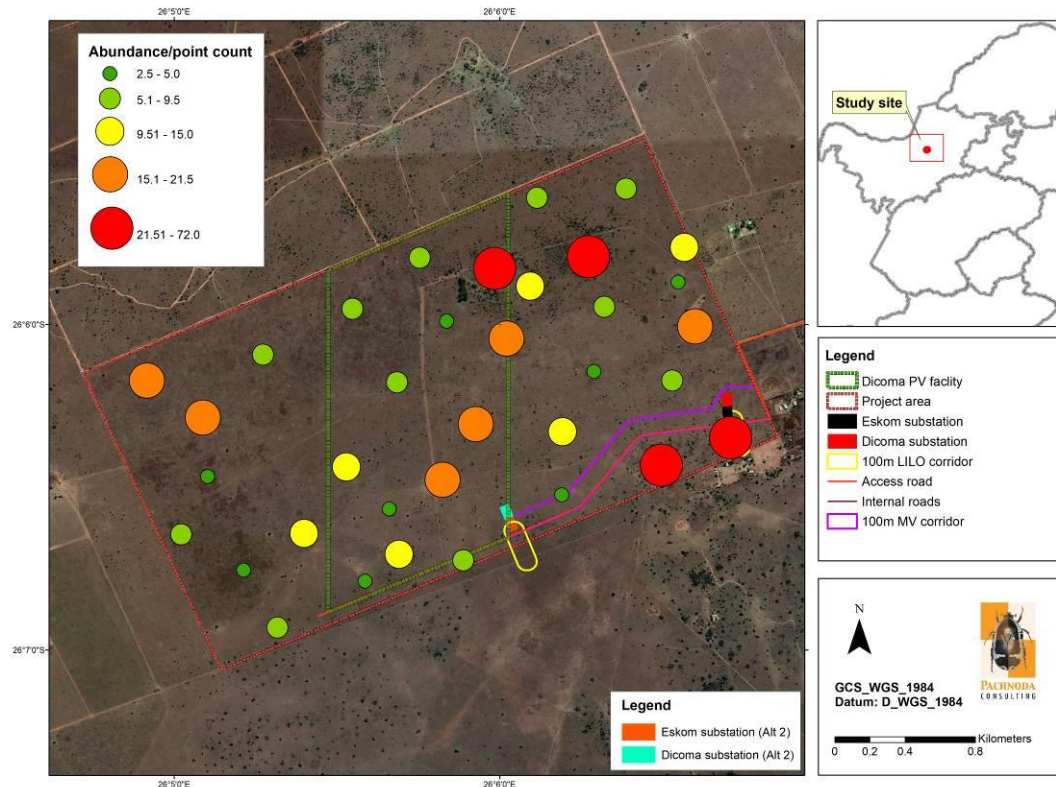 26°5'0"E
26°6'0"E
Abundance/point count
2.5 - 5.0
5.1 - 9.5
9.51 - 15.0
15.1 - 21.5
21.51 - 72.0
26°6'0"S
26°7'0"S
26°5'0"E
26°6'0"E
Legend
Eskom substation (Alt 2)
Dicoma substation (Alt 2)
Study site
Legend
Dicoma PV faclity
Project area
Eskom substation
Dicoma substation
100m LILO corridor
Access road
Internal roads
100m MV corridor
N
GCS_WGS_1984
Datum: D_WGS_1984
PACHNODA
CONSULTING
Kilometers
0 0.2 0.4 0.8